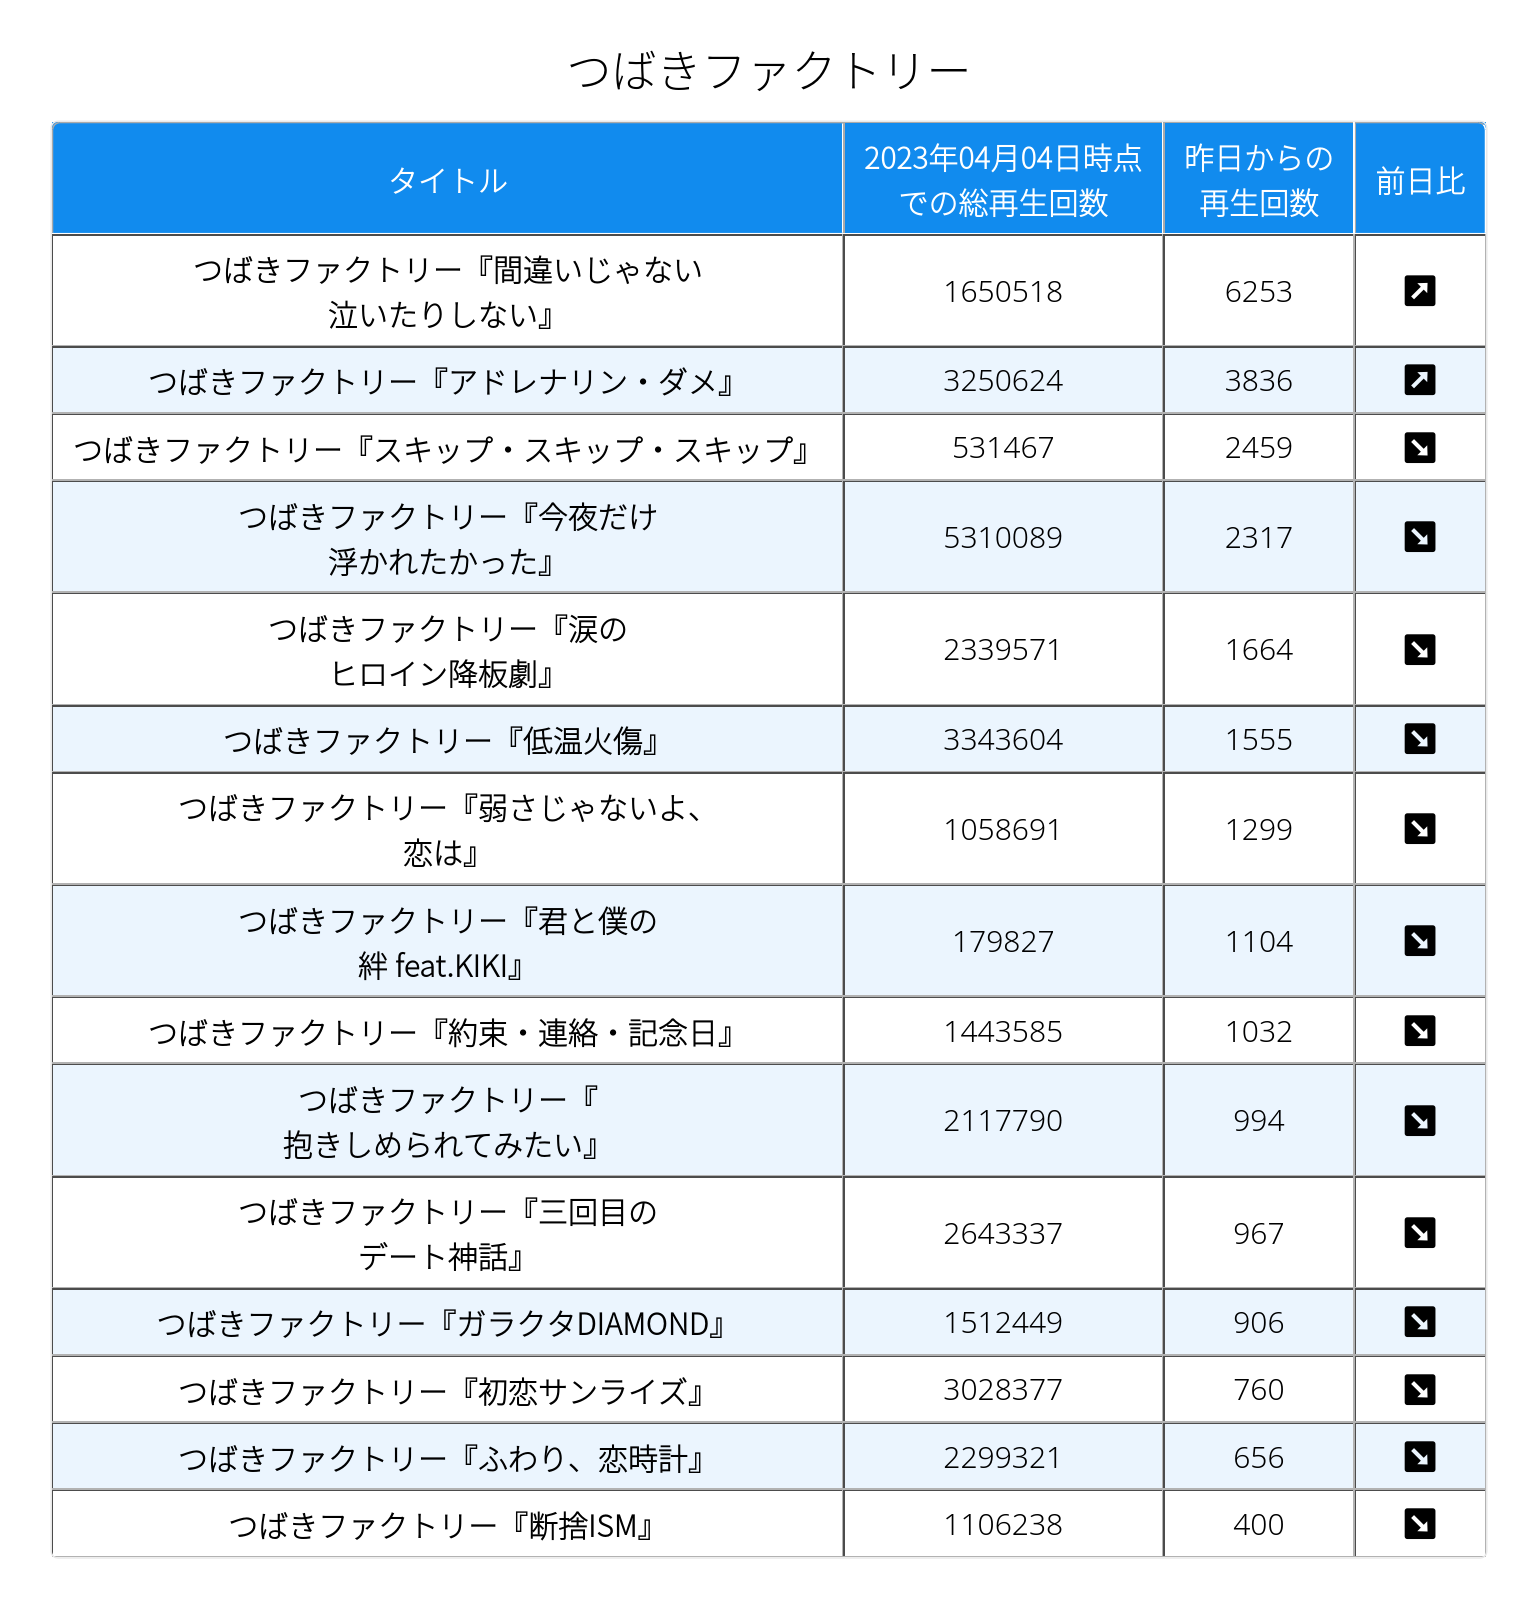 つばきファクトリー
タイトル
2023年04月04日時点
での総再生回数
昨日からの
再生回数
前日比
つばきファクトリー『間違いじゃない
泣いたりしない』
1650518
6253
つばきファクトリー『アドレナリン・ダメ』
3250624
3836
つばきファクトリー『スキップ・スキップ・スキップ』
531467
2459
つばきファクトリー『今夜だけ
浮かれたかった』
5310089
2317
つばきファクトリー『涙の
ヒロイン降板劇』
2339571
1664
つばきファクトリー『低温火傷』
3343604
1555
つばきファクトリー『弱さじゃないよ、
恋は』
1058691
1299
つばきファクトリー『君と僕の
絆 feat.KIKI』
179827
1104
つばきファクトリー『約束・連絡・記念日』
1443585
1032
つばきファクトリー『
抱きしめられてみたい』
2117790
994
つばきファクトリー『三回目の
デート神話』
2643337
967
つばきファクトリー『ガラクタDIAMOND』
1512449
906
つばきファクトリー『初恋サンライズ』
3028377
760
つばきファクトリー『ふわり、恋時計』
2299321
656
つばきファクトリー『断捨ISM』
1106238
400